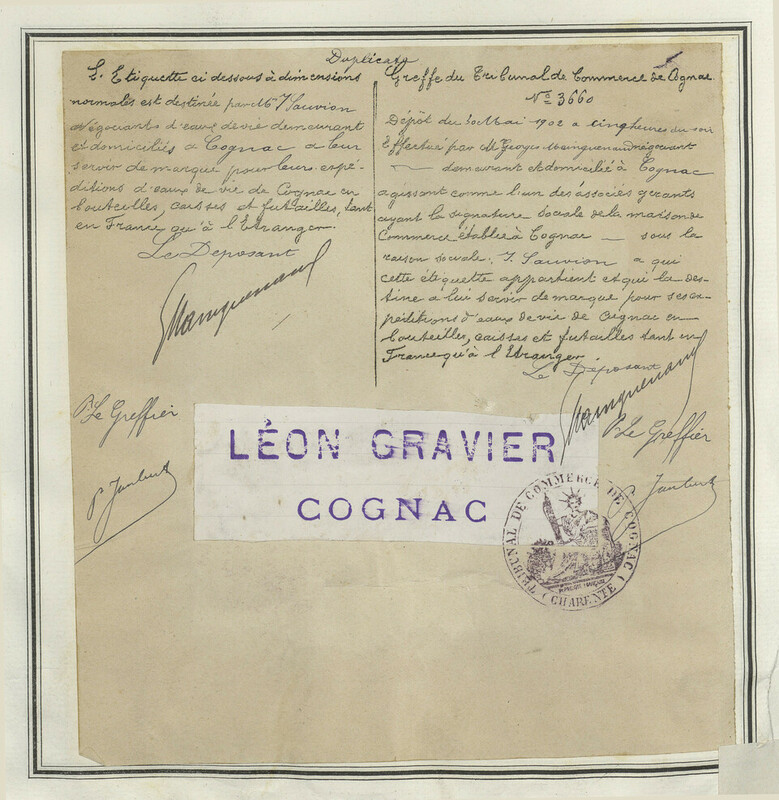 Duplicata
L'Etiquette ci dessous à dimensions
normales est destinée par Mr J Sauvion
Négociants d'eaux de vie demeurant
et domiciliés à Cognac à leur
servir de marque pour leurs expé-
ditions d'eaux de vie de Cognac en
bouteilles, caisses et futailles, tant
en France qu'à l'Etranger.
Le Deposant
P. Le Greffier
Greffe du Tribunal de Commerce de Cognac
No 3660
Dépôt du Mai 1902 à cinq heures du soir
Effectué par M Georges négociant
— demeurant et domicilié à Cognac
agissant comme l'un des associés gérants
ayant la signature sociale de la maison de
Commerce établie à Cognac — sous la
raison sociale J. Sauvion à qui
cette étiquette appartient et qui la des-
tine à lui servir de marque pour ses ex-
péditions d'eaux de vie de Cognac en
bouteilles, caisses et futailles tant en
France qu'à l'Etranger
Le Déposant
P. Le Greffier
LÉON GRAVIER
COGNAC
TRIBUNAL DE COMMERCE DE COGNAC
(CHARENTE)